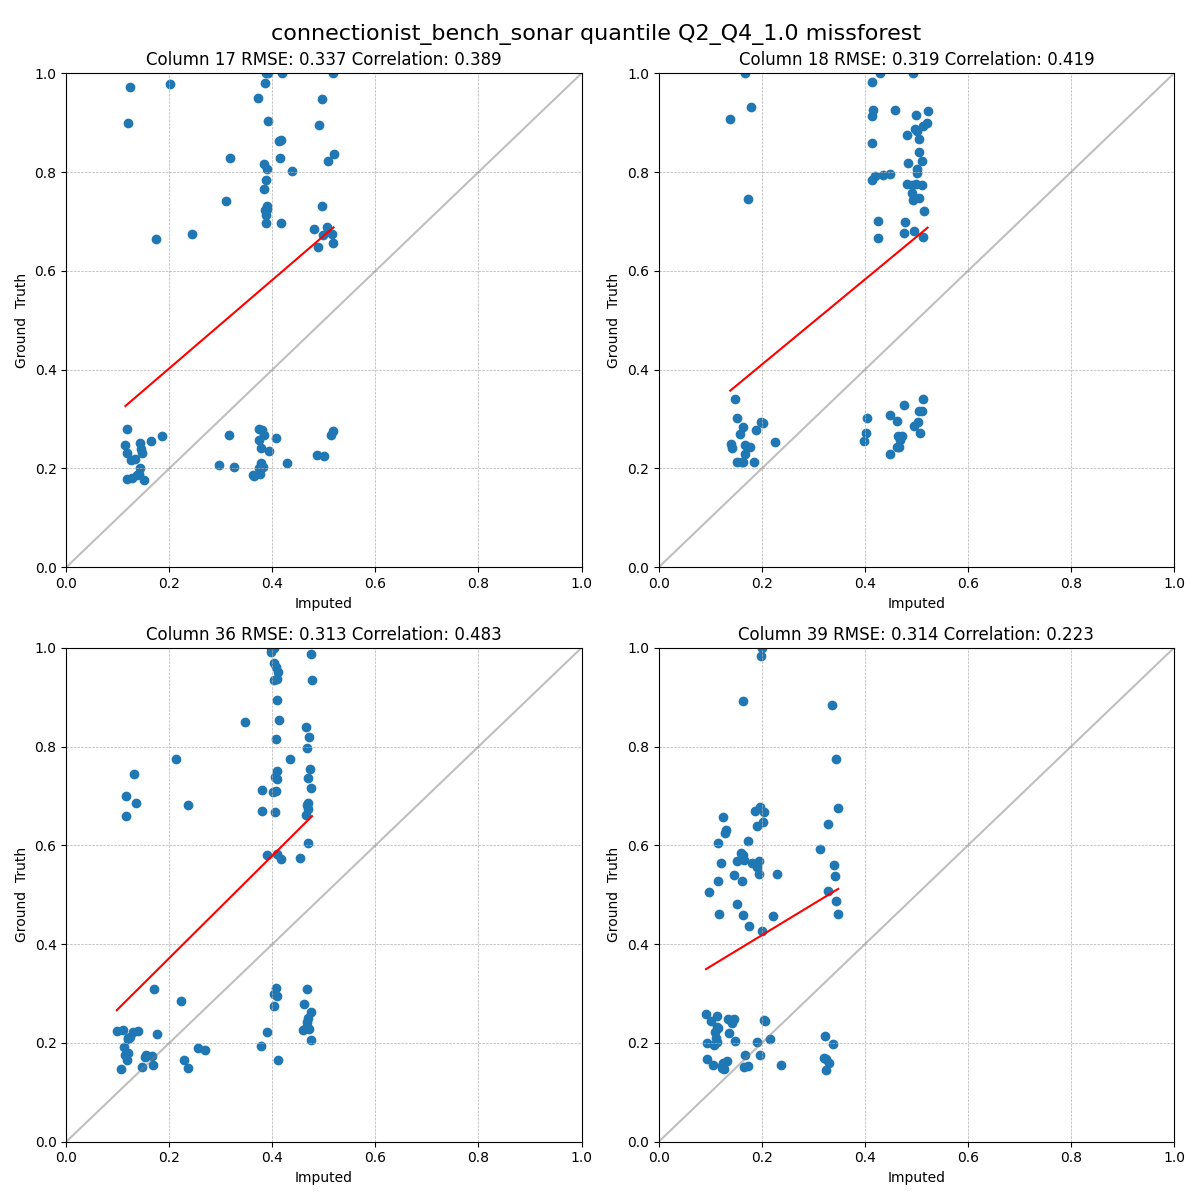 connectionist_bench_sonar quantile Q2_Q4_1.0 missforest
Column 17 RMSE: 0.337 Correlation: 0.389
1.0
0.8
0.6
0.4
0.2
0.0
Ground Truth
0.0 0.2 0.4 0.6 0.8 1.0
Imputed
Column 18 RMSE: 0.319 Correlation: 0.419
1.0
0.8
0.6
0.4
0.2
0.0
Ground Truth
0.0 0.2 0.4 0.6 0.8 1.0
Imputed
Column 36 RMSE: 0.313 Correlation: 0.483
1.0
0.8
0.6
0.4
0.2
0.0
Ground Truth
0.0 0.2 0.4 0.6 0.8 1.0
Imputed
Column 39 RMSE: 0.314 Correlation: 0.223
1.0
0.8
0.6
0.4
0.2
0.0
Ground Truth
0.0 0.2 0.4 0.6 0.8 1.0
Imputed